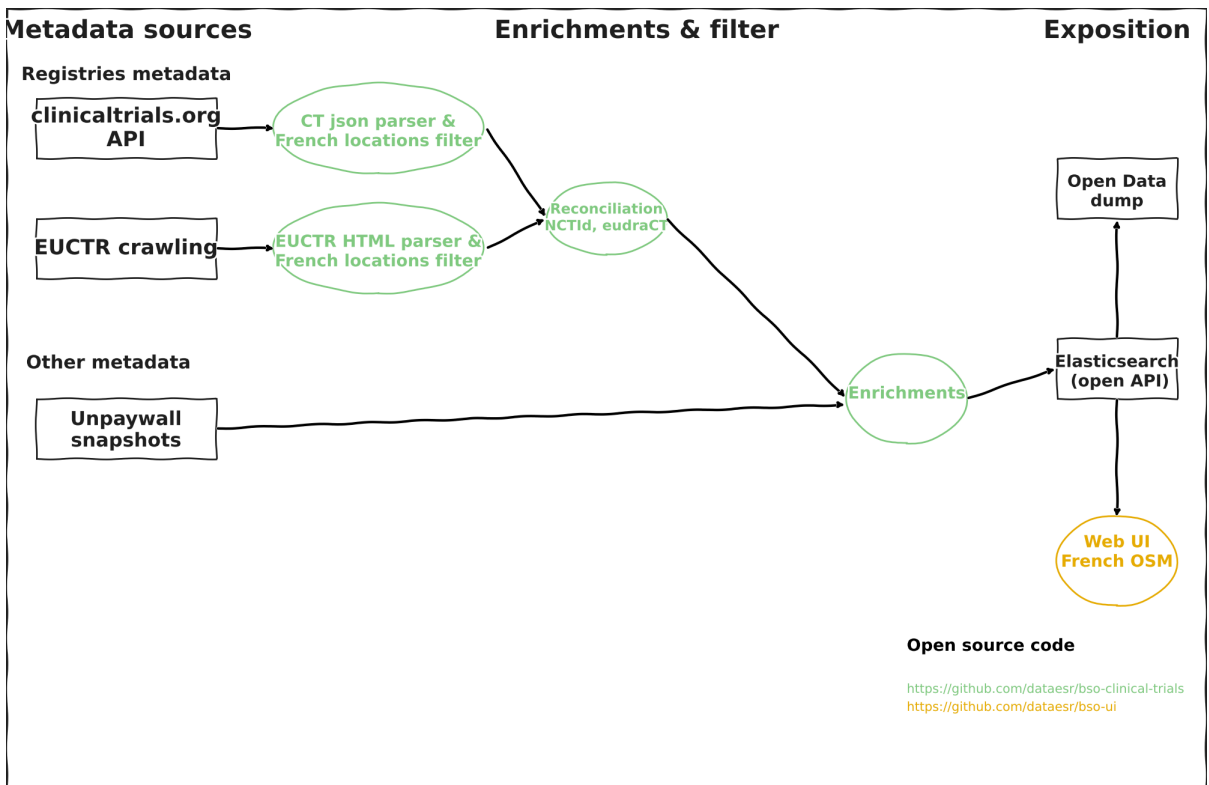 Metadata sources
Enrichments & filter
Exposition
Registries metadata
clinicaltrials.org
API
CT json parser &
French locations filter
EUCTR crawling
EUCTR HTML parser &
French locations filter
Reconciliation
NCTId, eudraCT
Open Data
dump
Other metadata
Unpaywall
snapshots
Enrichments
Elasticsearch
(open API)
Web UI
French OSM
Open source code
https://github.com/dataesr/bso-clinical-trials
https://github.com/dataesr/bso-ui